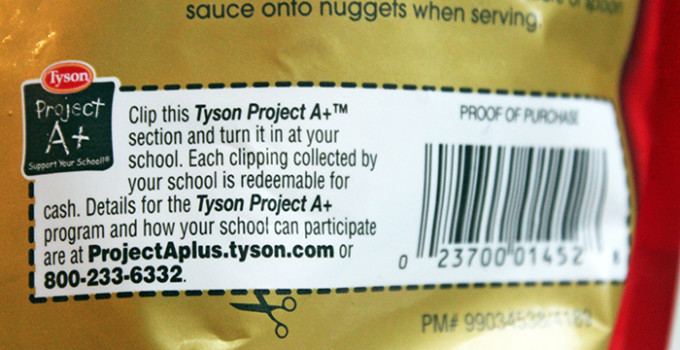 sauce onto nuggets when serving.
Tyson
Project
A+
Support Your School!®
Clip this Tyson Project A+™
section and turn it in at your
school. Each clipping collected by
your school is redeemable for
cash. Details for the Tyson Project A+
program and how your school can participate
are at ProjectAplus.tyson.com or
800-233-6332.
PROOF OF PURCHASE
0 23700 01452 8
PM#